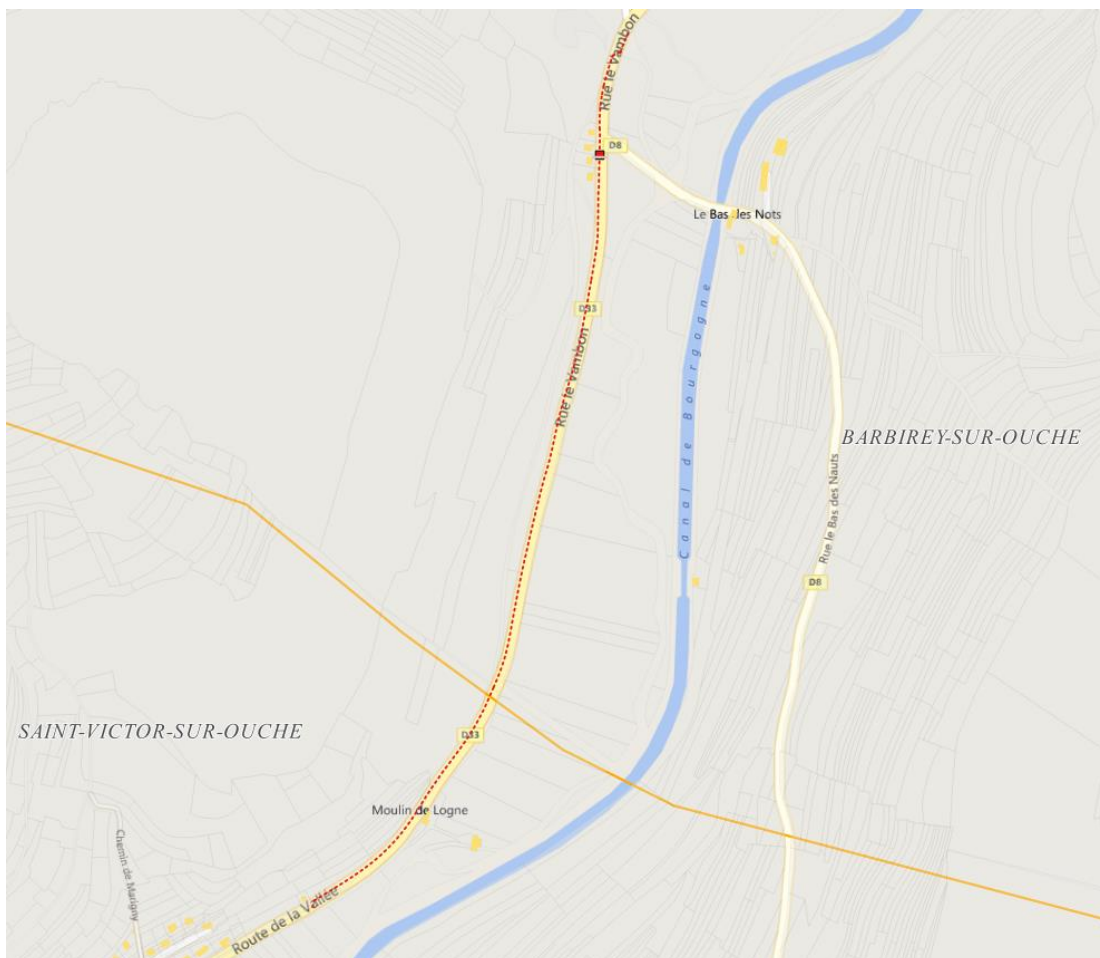 Rue le Vambon
D8
Le Bas des Nots
D33
Rue le Vambon
Canal de Bourgogne
BARBIREY-SUR-OUCHE
Rue le Bas des Nauts
D8
SAINT-VICTOR-SUR-OUCHE
D33
Moulin de Logne
Chemin de Marigny
Route de la Vallée